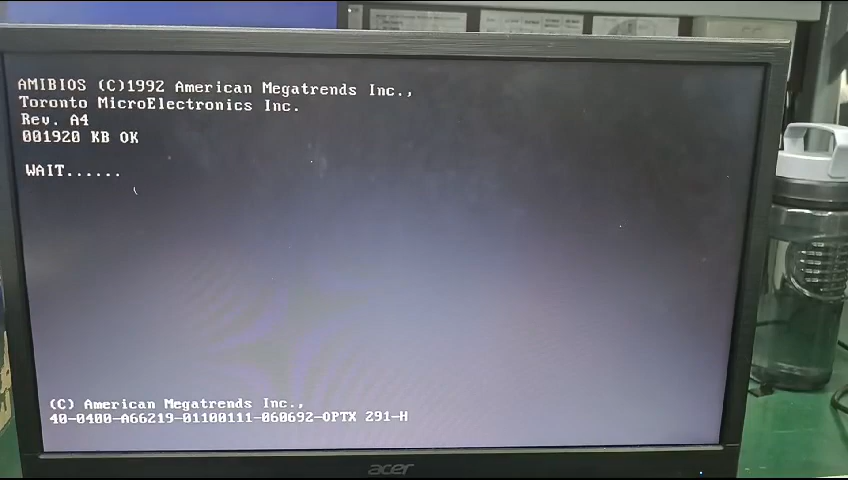 AMIBIOS (C)1992 American Megatrends Inc.,
Toronto MicroElectronics Inc.
Rev. A4
001920 KB OK
WAIT......
(C) American Megatrends Inc.,
40-0400-A66219-01100111-060692-OPTX 291-H
acer